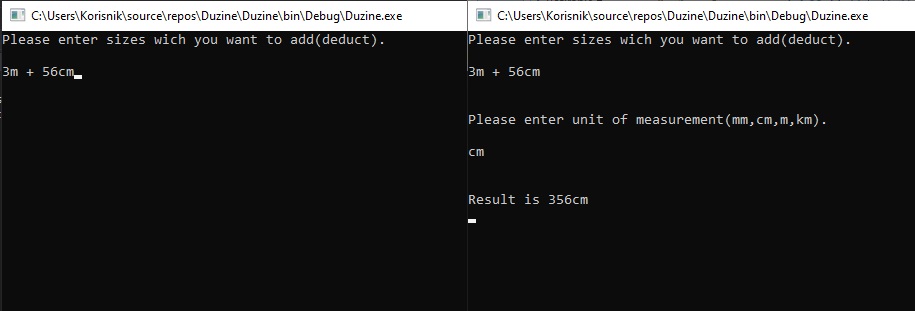 C:\Users\Korisnik\source\repos\Duzine\Duzine\bin\Debug\Duzine.exe
Please enter sizes wich you want to add(deduct).
3m + 56cm
C:\Users\Korisnik\source\repos\Duzine\Duzine\bin\Debug\Duzine.exe
Please enter sizes wich you want to add(deduct).
3m + 56cm
Please enter unit of measurement(mm,cm,m,km).
cm
Result is 356cm